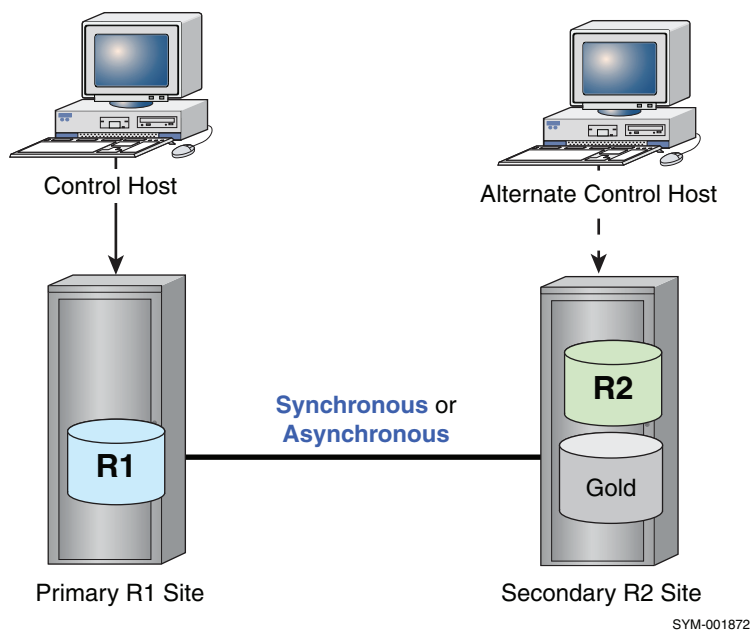 Control Host
Alternate Control Host
Synchronous or
Asynchronous
R1
R2
Gold
Primary R1 Site
Secondary R2 Site
SYM-001872